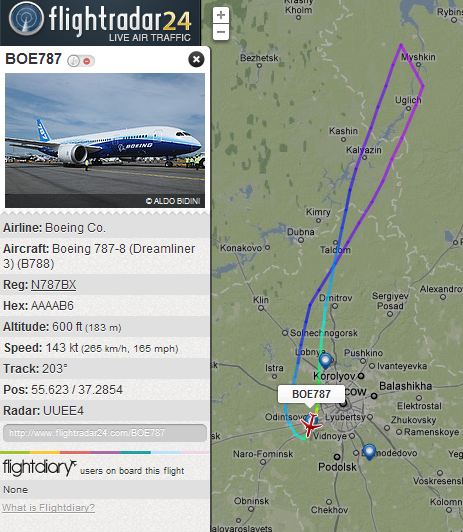 flightradar24
LIVE AIR TRAFFIC
BOE787
BOEING
© ALDO BIDINI
Airline: Boeing Co.
Aircraft: Boeing 787-8 (Dreamliner
3) (B788)
Reg: N787BX
Hex: AAAAB6
Altitude: 600 ft (183 m)
Speed: 143 kt (265 km/h, 165 mph)
Track: 203°
Pos: 55.623 / 37.2854
Radar: UUEE4
http://www.flightradar24.com/BOE787
flightdiary users on board this flight
None
What is Flightdiary?
+
−
Krasny
Kholm
Bezhetsk
Myshkin
Uglich
Kashin
Kalyazin
Kimry
Dubna
Konakovo
Taldom
Klin
Dmitrov
Sergiyev
Posad
Solnechnogorsk
Lobnya
Pushkino
Istra
Korolyov
Ivanteyevka
Balashikha
BOE787
Elektrostal
Odintsovo
Lyubertsy
Zhukovsky
Vidnoye
Ramenskoye
Naro-Fominsk
Domodedovo
Podolsk
Obninsk
Chekhov